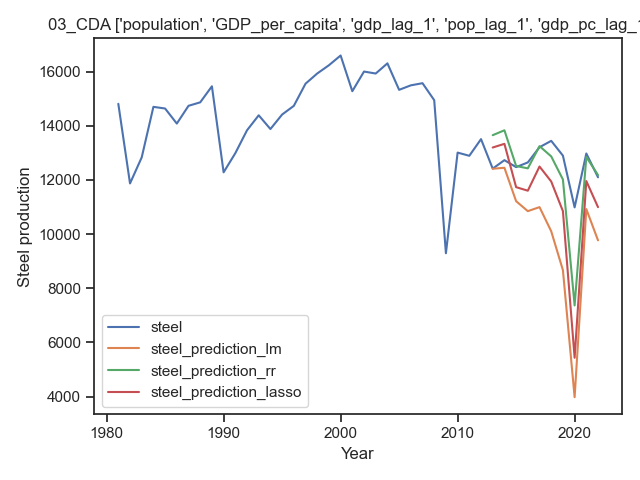 03_CDA ['population', 'GDP_per_capita', 'gdp_lag_1', 'pop_lag_1', 'gdp_pc_lag_1
16000
14000
12000
10000
8000
6000
4000
Steel production
steel
steel_prediction_lm
steel_prediction_rr
steel_prediction_lasso
1980
1990
2000
2010
2020
Year